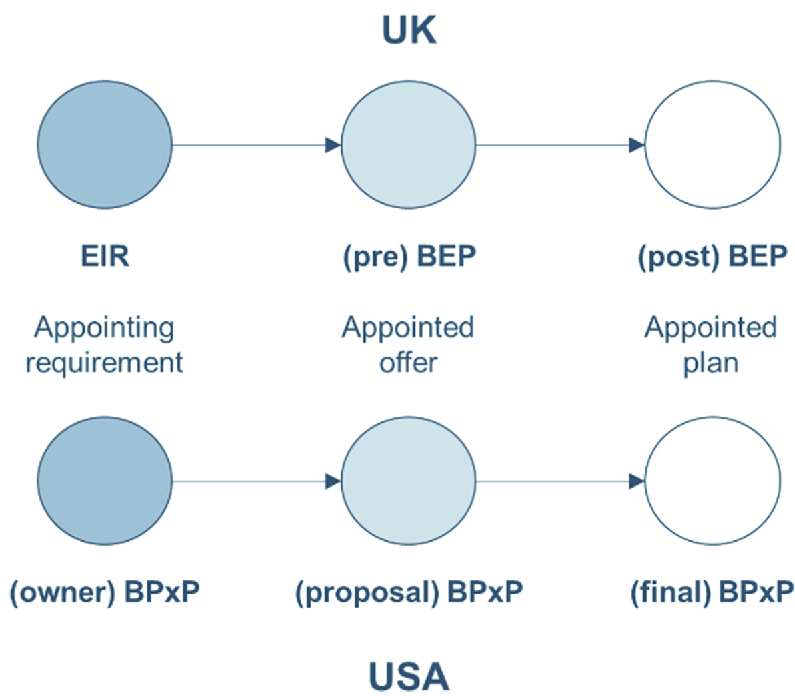 UK
EIR
(pre) BEP
(post) BEP
Appointing
requirement
Appointed
offer
Appointed
plan
(owner) BPxP
(proposal) BPxP
(final) BPxP
USA